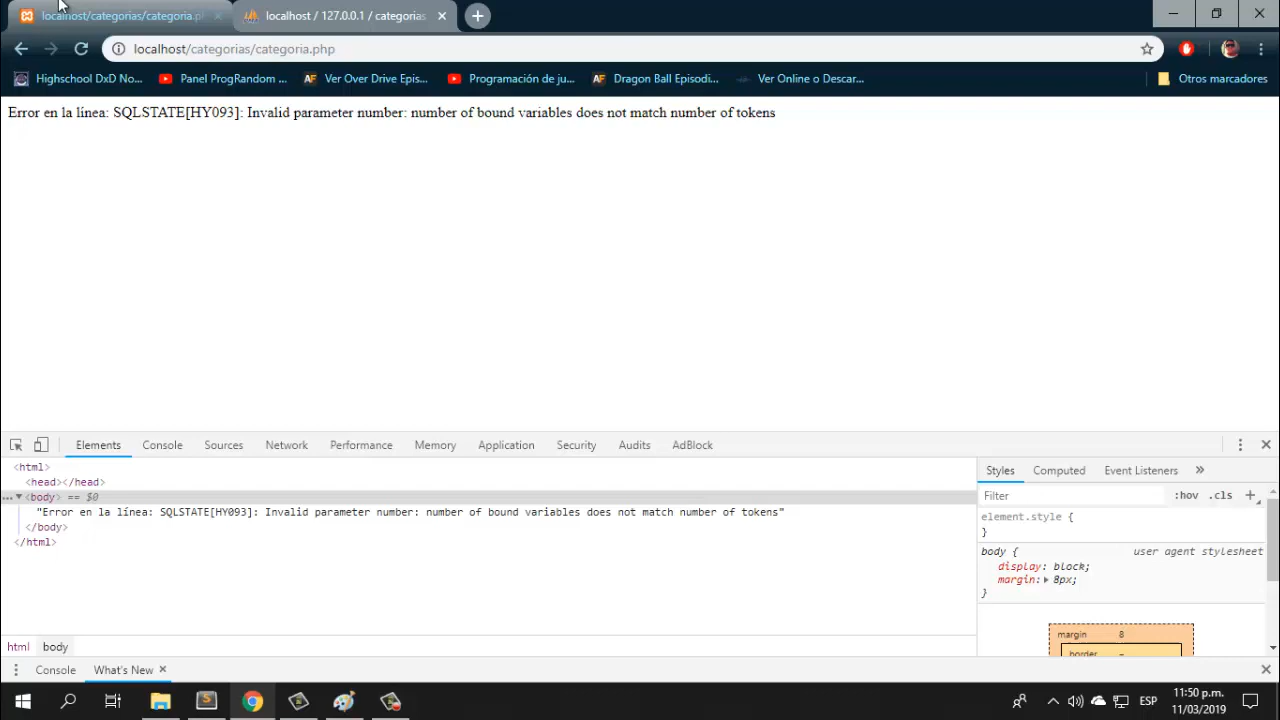 localhost/categorias/categoria.p
localhost / 127.0.0.1 / categorias
localhost/categorias/categoria.php
Highschool DxD No...
Panel ProgRandom ...
Ver Over Drive Epis...
Programación de ju...
Dragon Ball Episodi...
Ver Online o Descar...
Otros marcadores
Error en la línea: SQLSTATE[HY093]: Invalid parameter number: number of bound variables does not match number of tokens
Elements Console Sources Network Performance Memory Application Security Audits AdBlock
<html>
<head></head>
... ▼<body> == $0
"Error en la línea: SQLSTATE[HY093]: Invalid parameter number: number of bound variables does not match number of tokens"
</body>
</html>
html body
Styles Computed Event Listeners »
Filter :hov .cls +
element.style {
}
body { user agent stylesheet
display: block;
margin:▶ 8px;
}
margin 8
border -
Console What's New ×
ESP
11:50 p.m.
11/03/2019